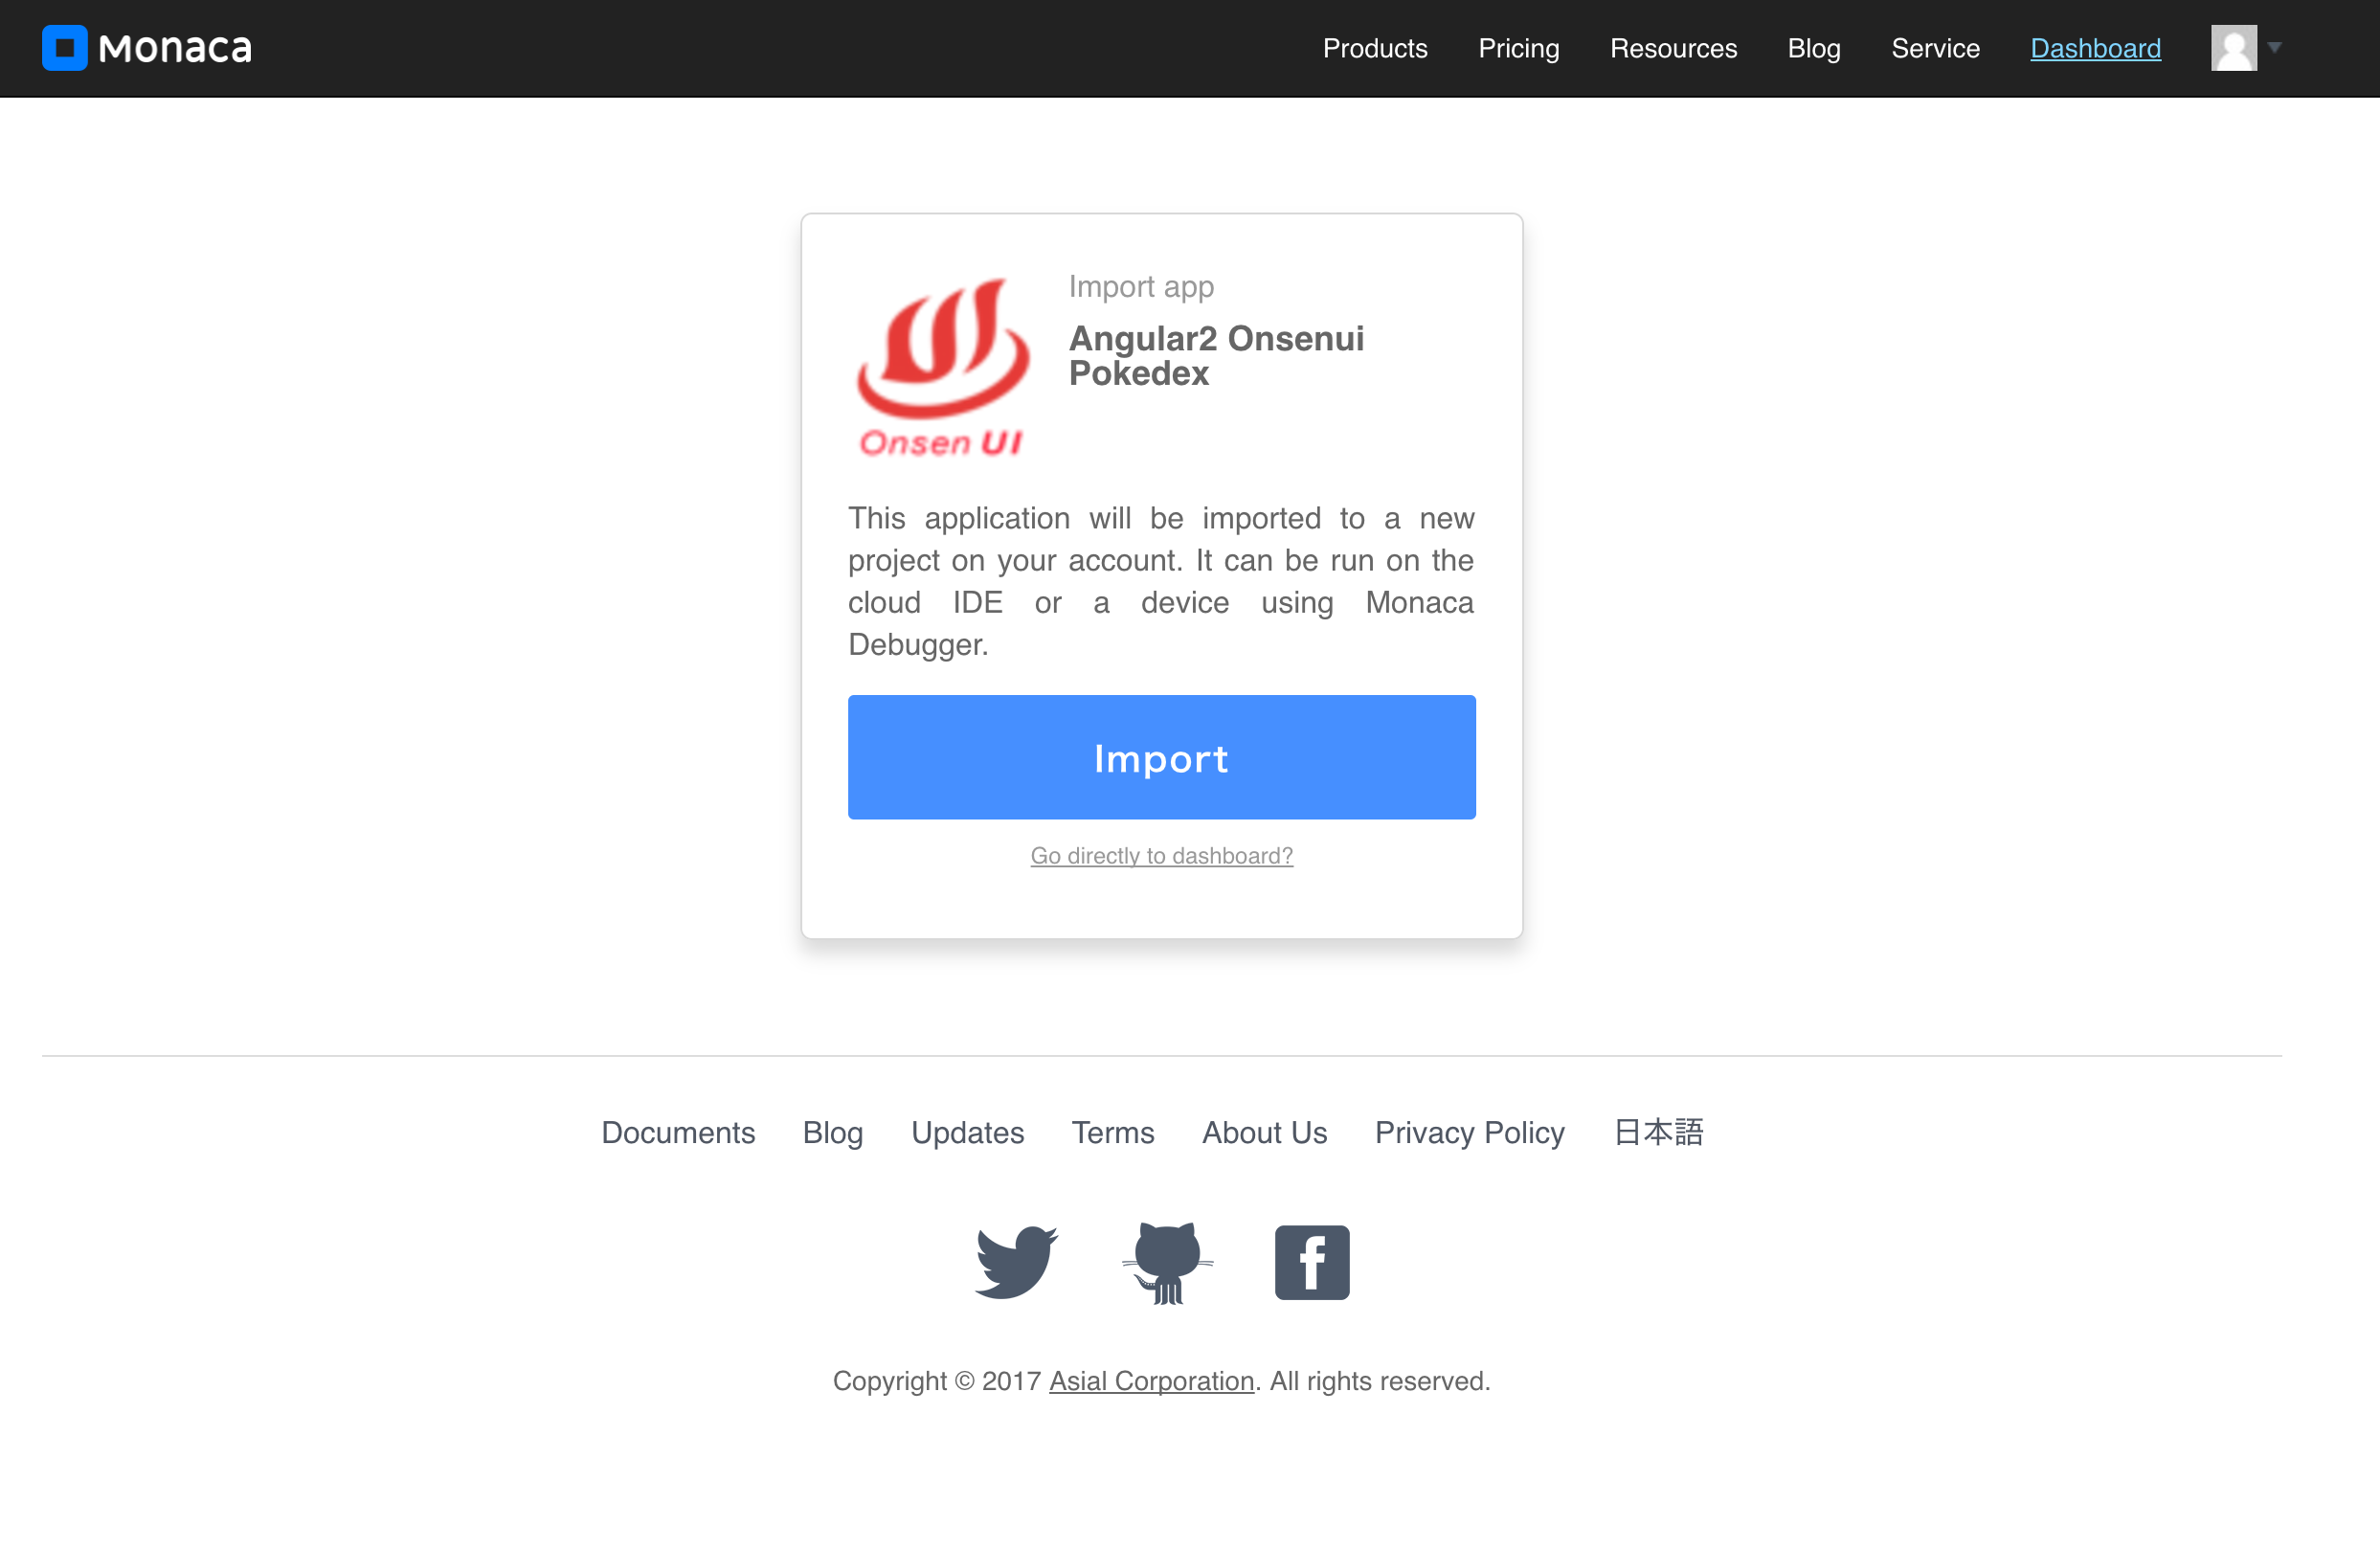 Monaca
Products Pricing Resources Blog Service Dashboard
Import app
Angular2 Onsenui
Pokedex
Onsen UI
This application will be imported to a new
project on your account. It can be run on the
cloud IDE or a device using Monaca
Debugger.
Import
Go directly to dashboard?
Documents Blog Updates Terms About Us Privacy Policy 日本語
Copyright © 2017 Asial Corporation. All rights reserved.